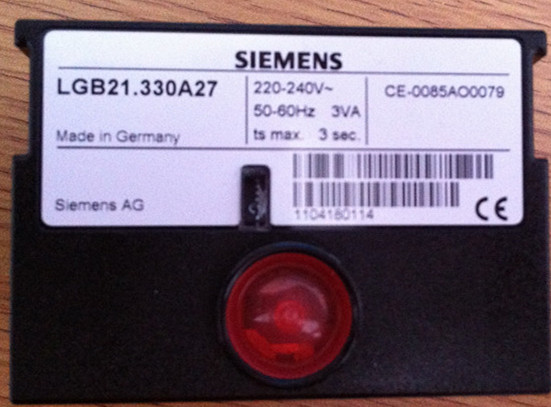 SIEMENS
LGB21.330A27
220-240V~
50-60Hz 3VA
ts max. 3 sec.
CE-0085AO0079
Made in Germany
Siemens AG
1104180114
CE